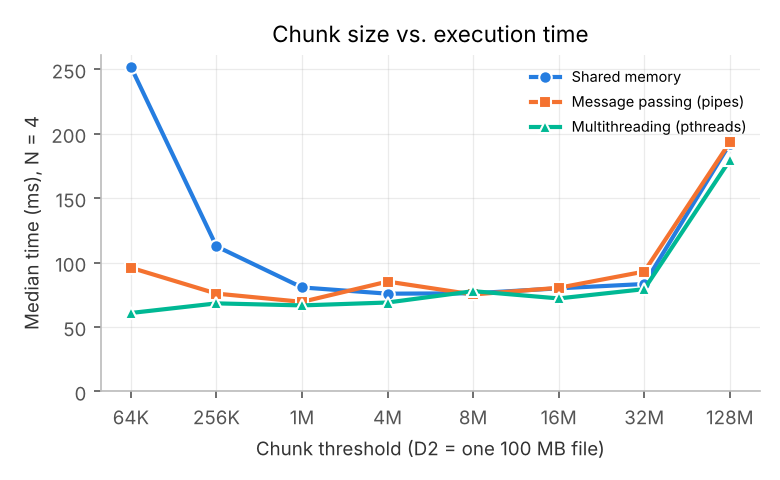 Chunk size vs. execution time
Shared memory
Message passing (pipes)
Multithreading (pthreads)
Median time (ms), N = 4
250
200
150
100
50
0
64K 256K 1M 4M 8M 16M 32M 128M
Chunk threshold (D2 = one 100 MB file)